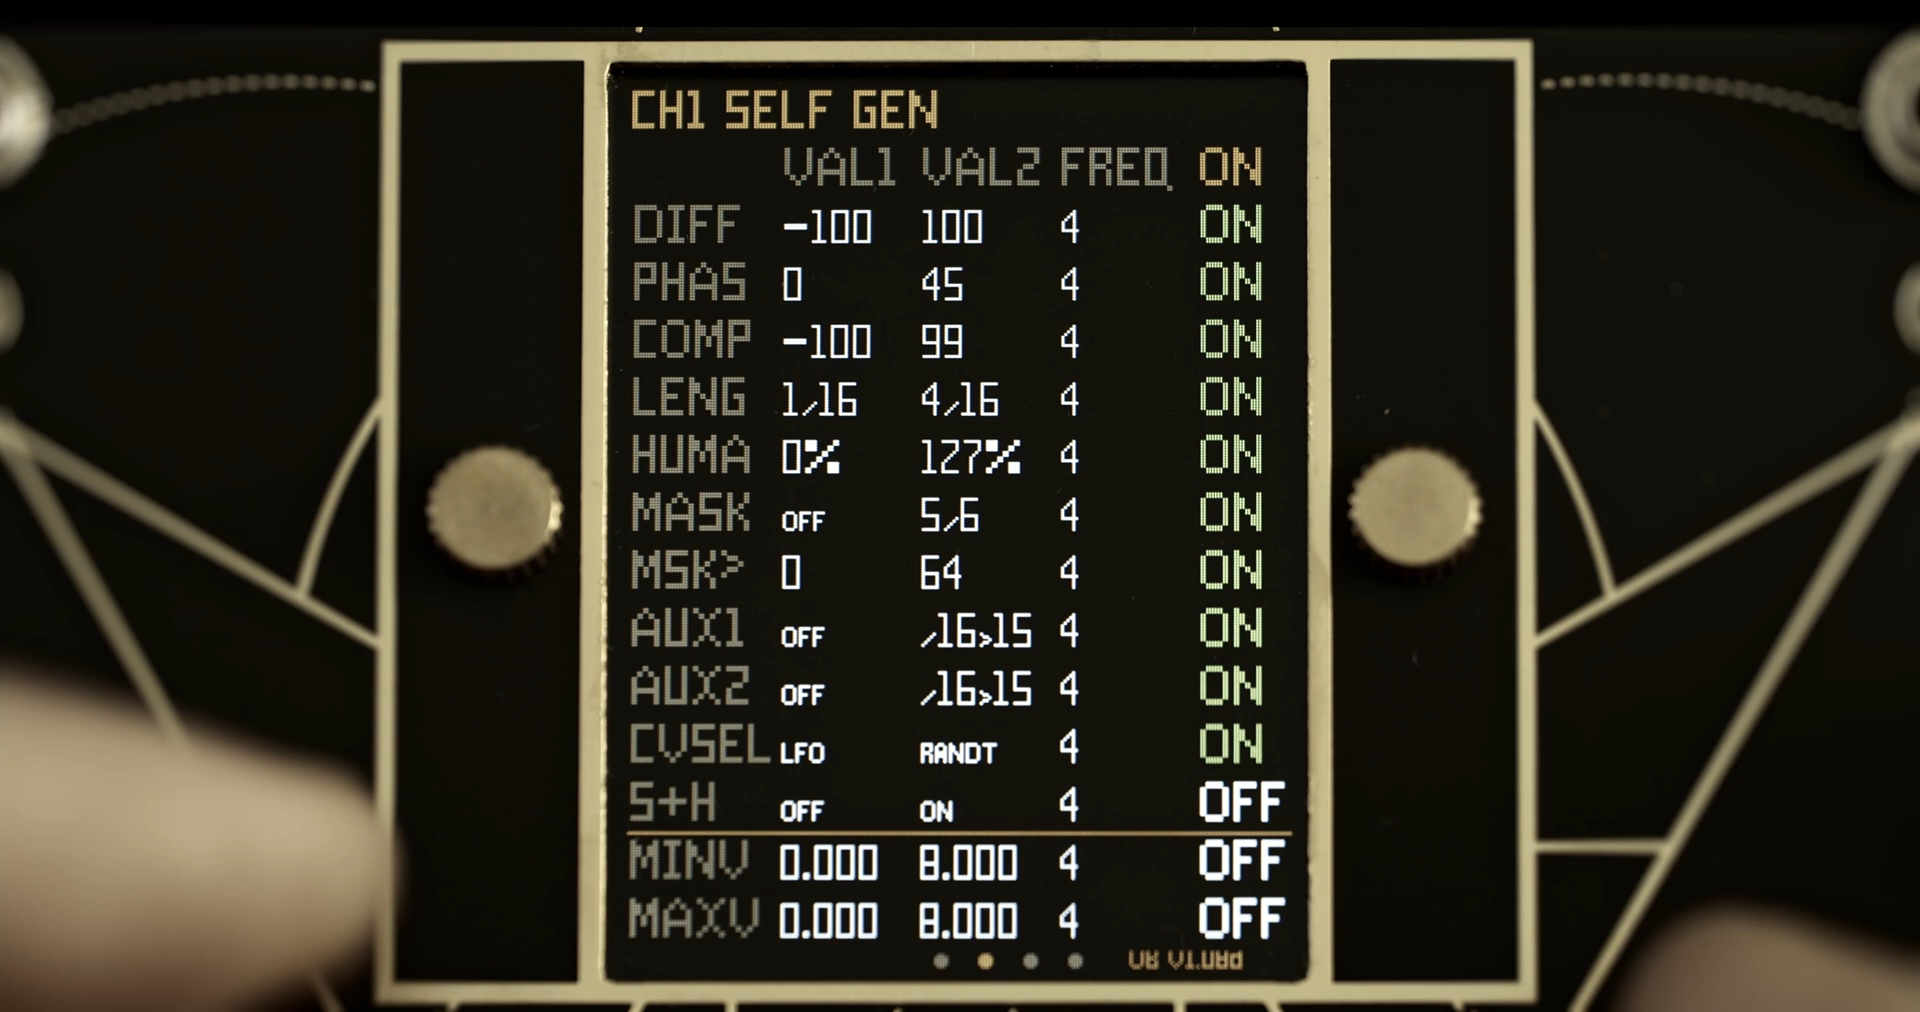 CH1 SELF GEN
VAL1 VAL2 FREQ ON
DIFF -100 100 4 ON
PHAS 0 45 4 ON
COMP -100 99 4 ON
LENG 1/16 4/16 4 ON
HUMA 0% 127% 4 ON
MASK OFF 5/6 4 ON
MSK> 0 64 4 ON
AUX1 OFF /16>15 4 ON
AUX2 OFF /16>15 4 ON
CVSEL LFO RANDT 4 ON
S+H OFF ON 4 OFF
MINV 0.000 8.000 4 OFF
MAXV 0.000 8.000 4 OFF